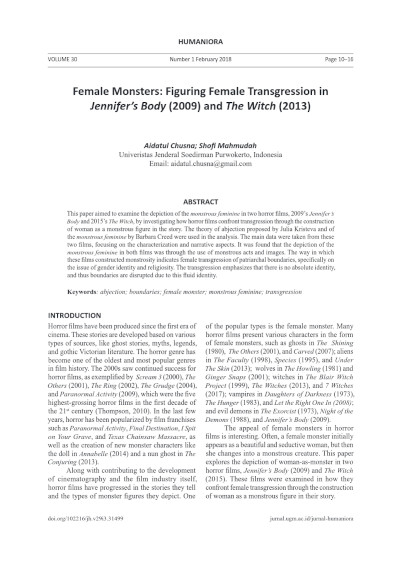 HUMANIORA
VOLUME 30 Number 1 February 2018 Page 10–16
Female Monsters: Figuring Female Transgression in
Jennifer's Body (2009) and The Witch (2013)
Aidatul Chusna; Shofi Mahmudah
Univeristas Jenderal Soedirman Purwokerto, Indonesia
Email: aidatul.chusna@gmail.com
ABSTRACT
This paper aimed to examine the depiction of the monstrous feminine in two horror films, 2009's Jennifer's
Body and 2015's The Witch, by investigating how horror films confront transgression through the construction
of woman as a monstrous figure in the story. The theory of abjection proposed by Julia Kristeva and of
the monstrous feminine by Barbara Creed were used in the analysis. The main data were taken from these
two films, focusing on the characterization and narrative aspects. It was found that the depiction of the
monstrous feminine in both films was through the use of monstrous acts and images. The way in which
these films constructed monstrosity indicates female transgression of patriarchal boundaries, specifically on
the issue of gender identity and religiosity. The transgression emphasizes that there is no absolute identity,
and thus boundaries are disrupted due to this fluid identity.
Keywords: abjection; boundaries; female monster; monstrous feminine; transgression
INTRODUCTION
Horror films have been produced since the first era of
cinema. These stories are developed based on various
types of sources, like ghost stories, myths, legends,
and gothic Victorian literature. The horror genre has
become one of the oldest and most popular genres
in film history. The 2000s saw continued success for
horror films, as exemplified by Scream 3 (2000), The
Others (2001), The Ring (2002), The Grudge (2004),
and Paranormal Activity (2009), which were the five
highest-grossing horror films in the first decade of
the 21st century (Thompson, 2010). In the last few
years, horror has been popularized by film franchises
such as Paranormal Activity, Final Destination, I Spit
on Your Grave, and Texas Chainsaw Massacre, as
well as the creation of new monster characters like
the doll in Annabelle (2014) and a nun ghost in The
Conjuring (2013).
Along with contributing to the development
of cinematography and the film industry itself,
horror films have progressed in the stories they tell
and the types of monster figures they depict. One
of the popular types is the female monster. Many
horror films present various characters in the form
of female monsters, such as ghosts in The Shining
(1980), The Others (2001), and Carved (2007); aliens
in The Faculty (1998), Species (1995), and Under
The Skin (2013); wolves in The Howling (1981) and
Ginger Snaps (2001); witches in The Blair Witch
Project (1999), The Witches (2013), and 7 Witches
(2017); vampires in Daughters of Darkness (1973),
The Hunger (1983), and Let the Right One In (2008);
and evil demons in The Exorcist (1973), Night of the
Demons (1988), and Jennifer's Body (2009).
The appeal of female monsters in horror
films is interesting. Often, a female monster initially
appears as a beautiful and seductive woman, but then
she changes into a monstrous creature. This paper
explores the depiction of woman-as-monster in two
horror films, Jennifer's Body (2009) and The Witch
(2015). These films were examined in how they
confront female transgression through the construction
of woman as a monstrous figure in their story.
doi.org/102216/jh.v2963.31499 jurnal.ugm.ac.id/jurnal-humaniora